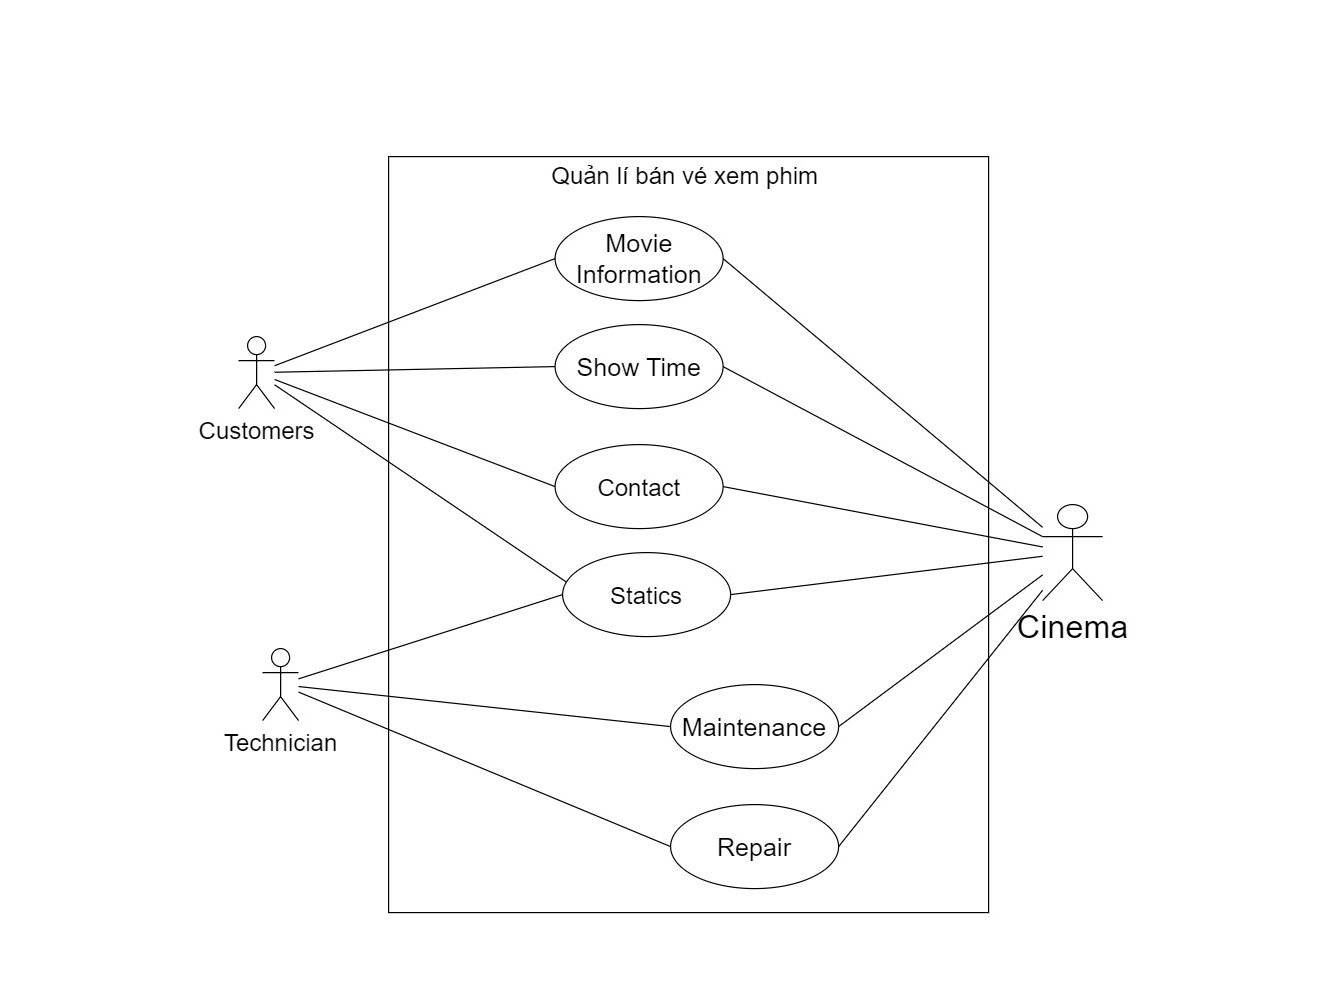 Quản lí bán vé xem phim
Movie
Information
Show Time
Customers
Contact
Statics
Cinema
Technician
Maintenance
Repair